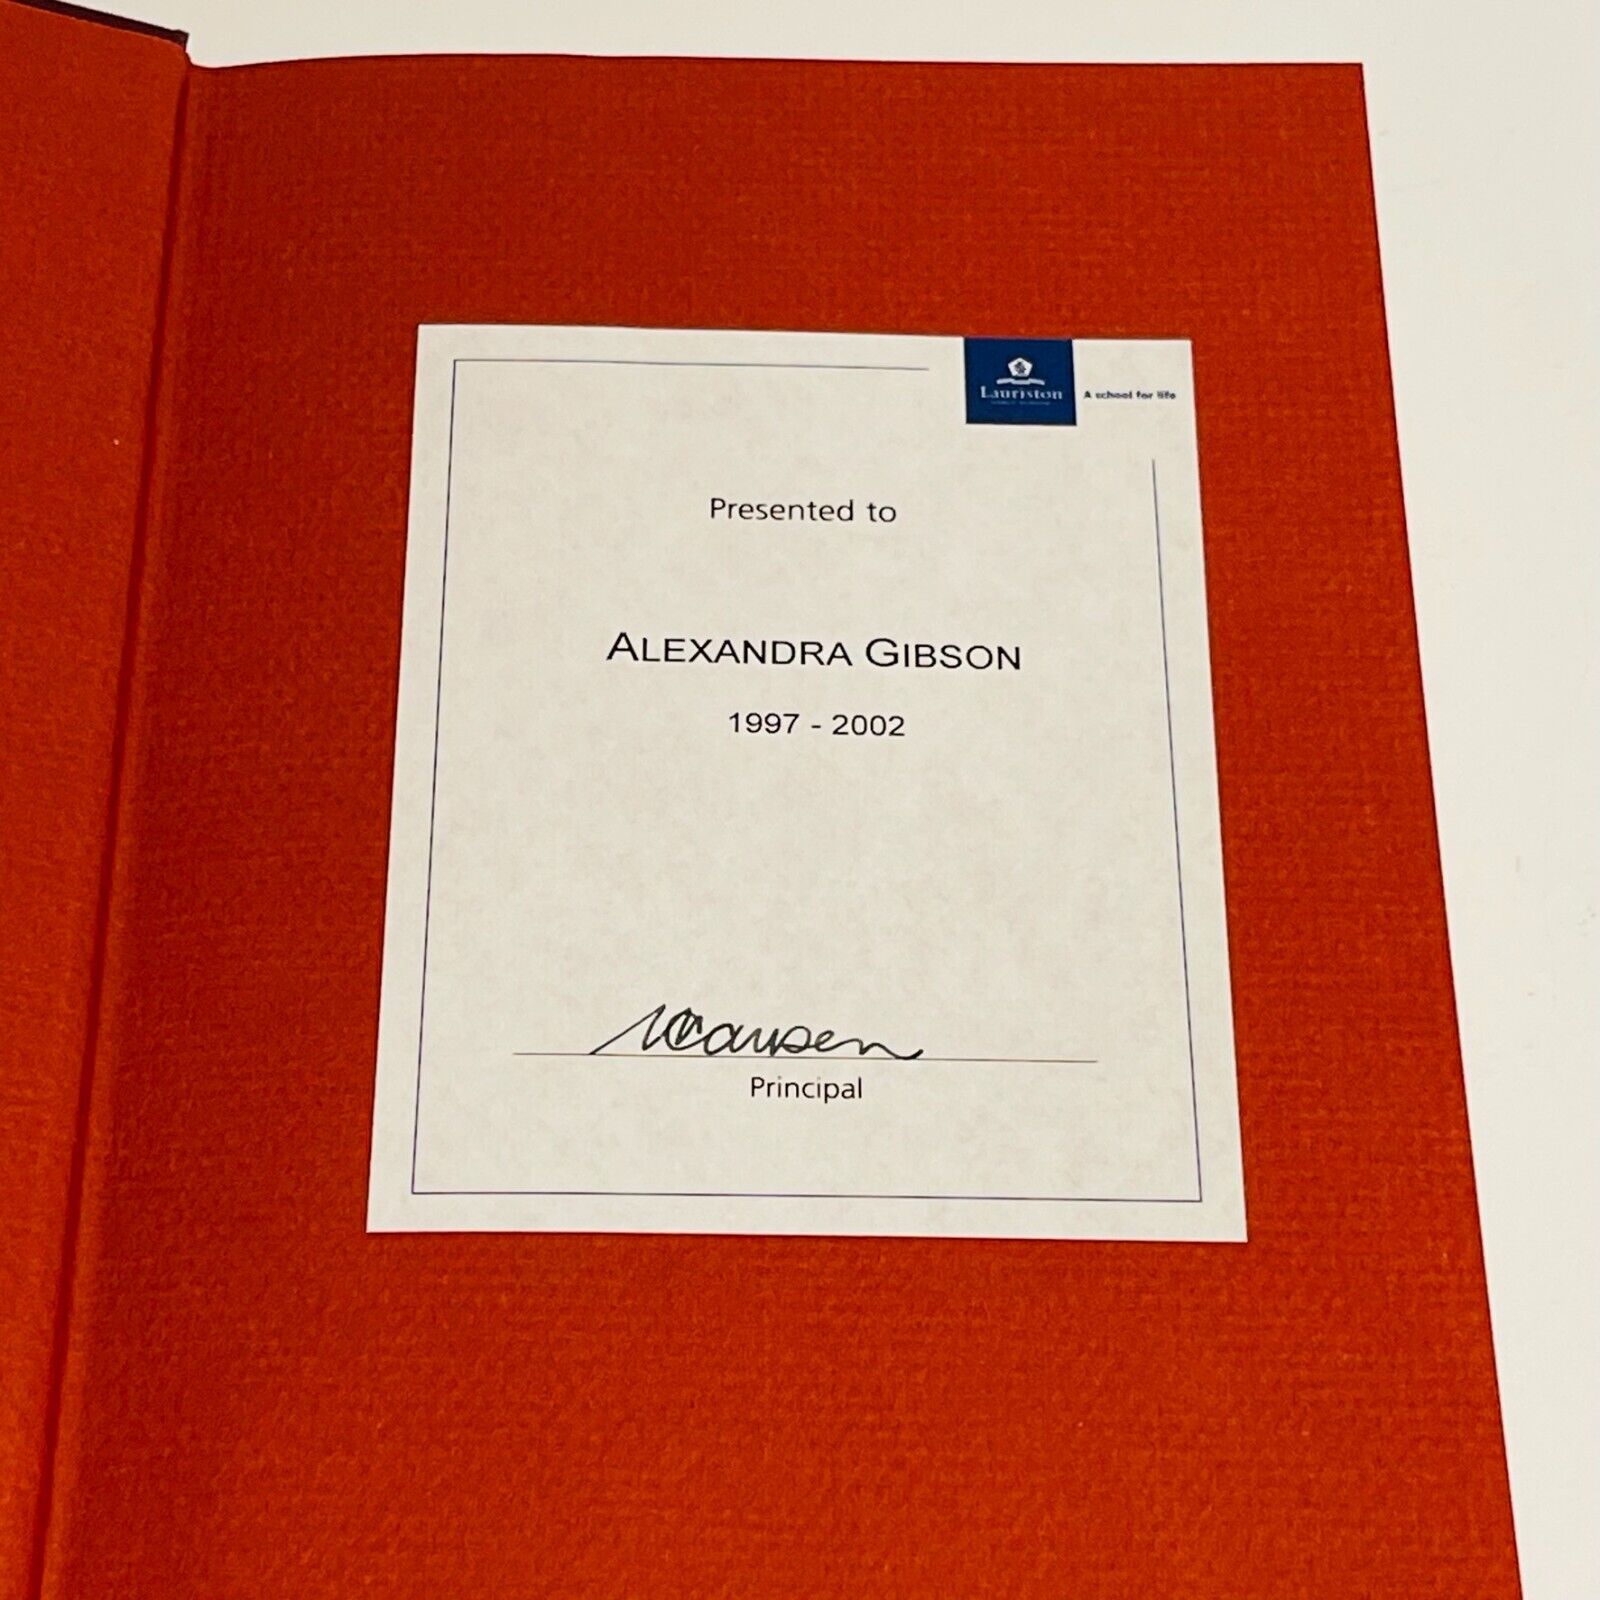 Lauriston
A school for life
Presented to
ALEXANDRA GIBSON
1997 - 2002
Principal